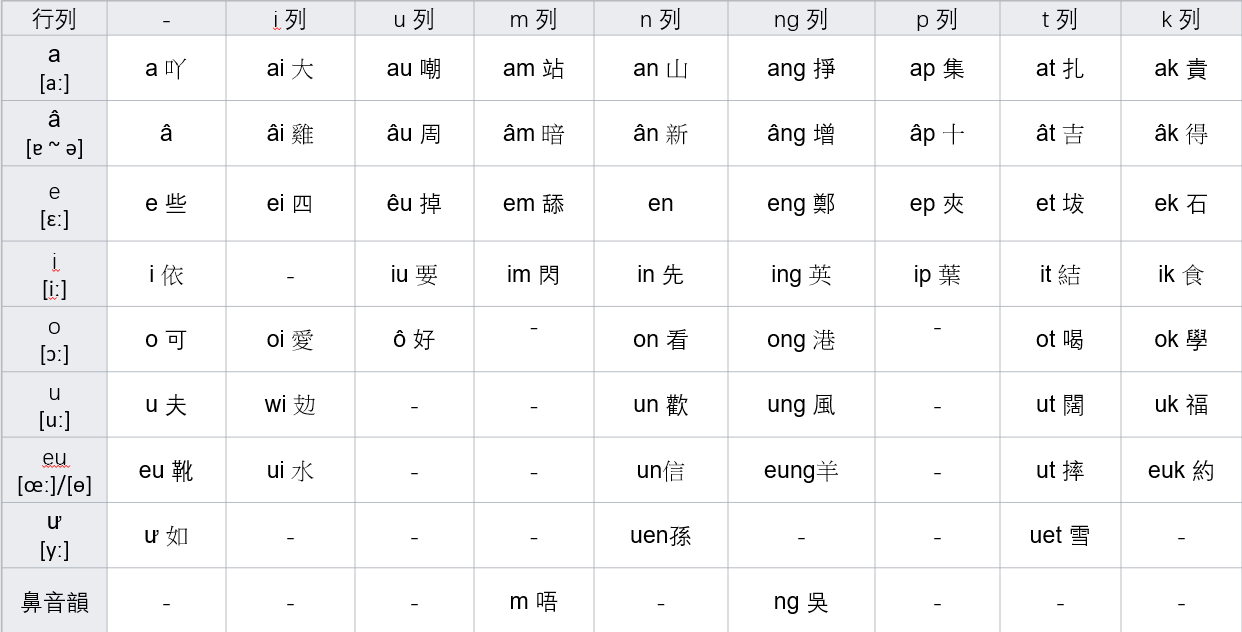 行列 - i 列 u 列 m 列 n 列 ng 列 p 列 t 列 k 列
a [aː] a 吖 ai 大 au 嘲 am 站 an 山 ang 掙 ap 集 at 扎 ak 責
â [ɐ ~ ə] â âi 雞 âu 周 âm 暗 ân 新 âng 增 âp 十 ât 吉 âk 得
e [ɛː] e 些 ei 四 êu 掉 em 舔 en eng 鄭 ep 夾 et 坺 ek 石
i [iː] i 依 - iu 要 im 閃 in 先 ing 英 ip 葉 it 結 ik 食
o [ɔː] o 可 oi 愛 ô 好 - on 看 ong 港 - ot 喝 ok 學
u [uː] u 夫 wi 攰 - - un 歡 ung 風 - ut 闊 uk 福
eu [œː]/[ɵ] eu 靴 ui 水 - - un信 eung羊 - ut 摔 euk 約
ư [yː] ư 如 - - - uen孫 - - uet 雪 -
鼻音韻 - - - m 唔 - ng 吳 - - -